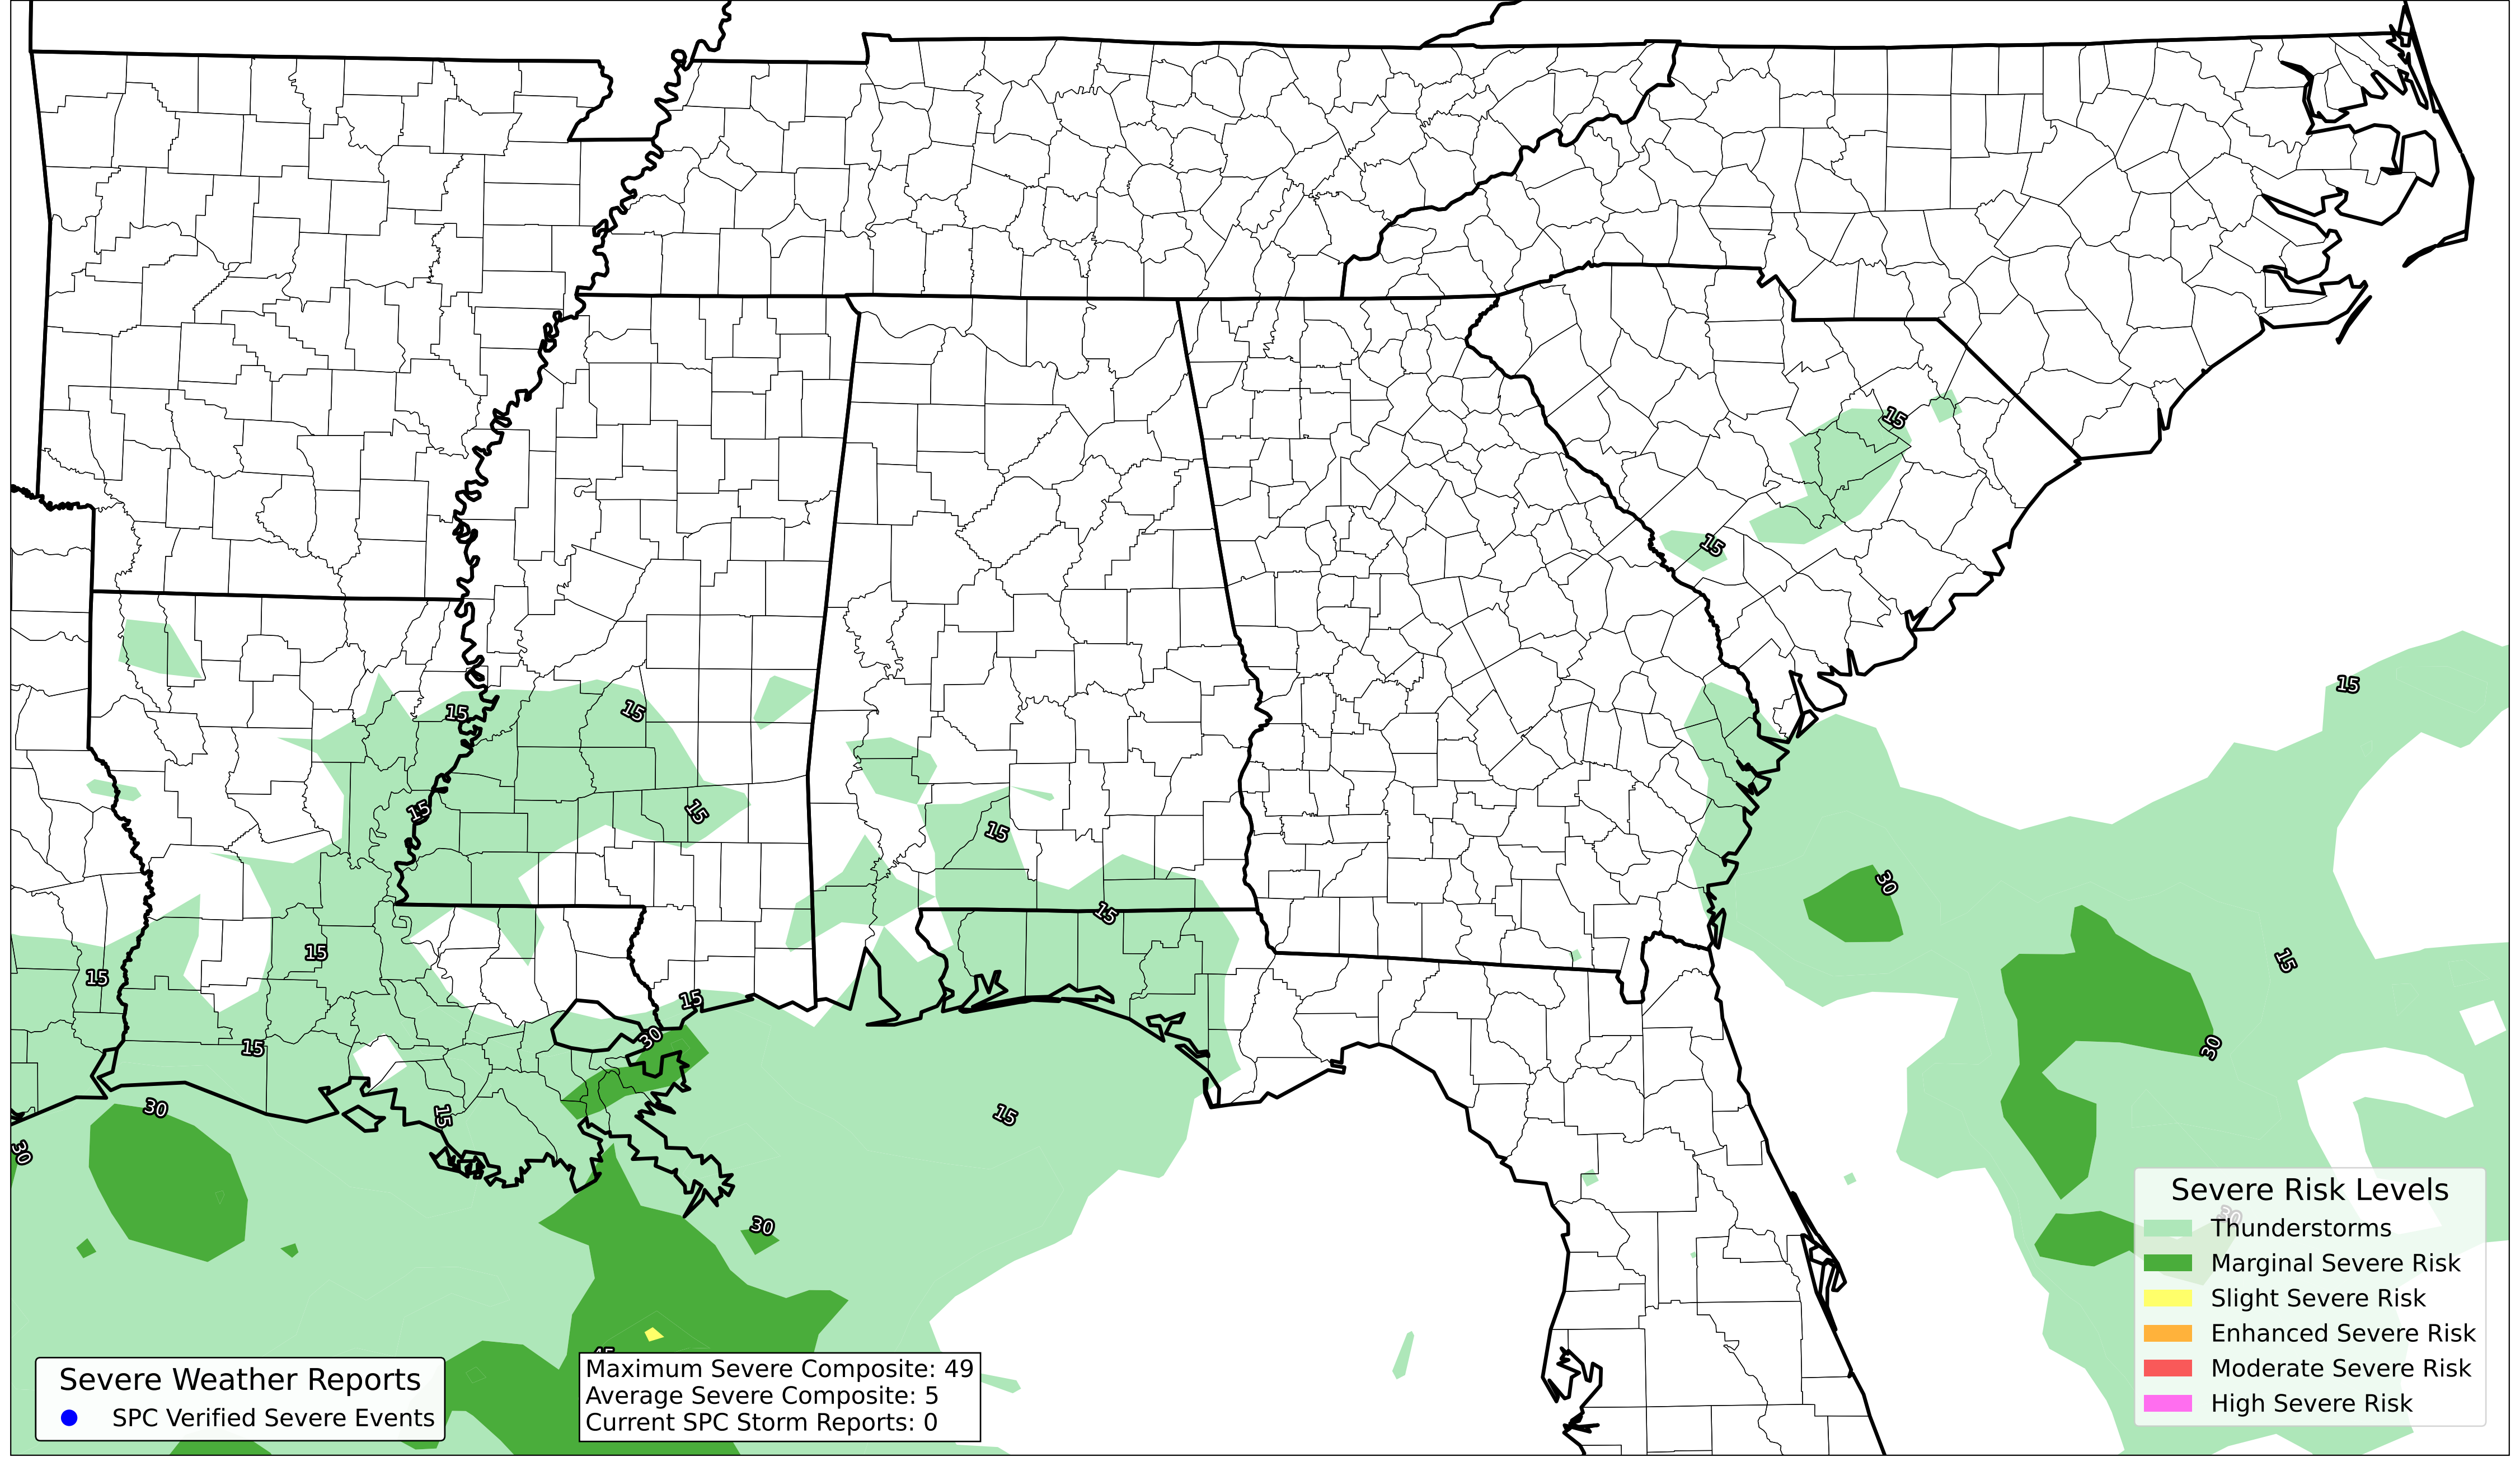 15
15
15
15
15
15
15
15
15
30
15
15
15
15
30
15
30
30
30
15
15
30
30
30
45
Severe Weather Reports
SPC Verified Severe Events
Maximum Severe Composite: 49
Average Severe Composite: 5
Current SPC Storm Reports: 0
Severe Risk Levels
Thunderstorms
Marginal Severe Risk
Slight Severe Risk
Enhanced Severe Risk
Moderate Severe Risk
High Severe Risk